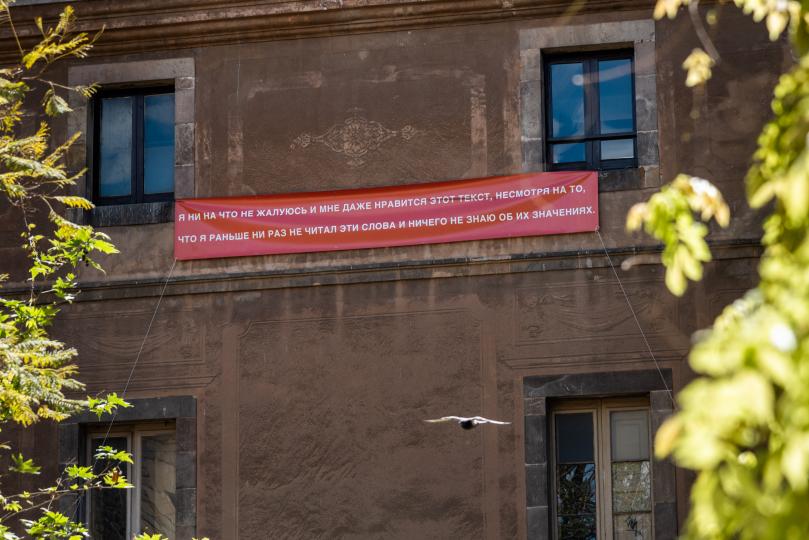 Я НИ НА ЧТО НЕ ЖАЛУЮСЬ И МНЕ ДАЖЕ НРАВИТСЯ ЭТОТ ТЕКСТ, НЕСМОТРЯ НА ТО,
ЧТО Я РАНЬШЕ НИ РАЗ НЕ ЧИТАЛ ЭТИ СЛОВА И НИЧЕГО НЕ ЗНАЮ ОБ ИХ ЗНАЧЕНИЯХ.